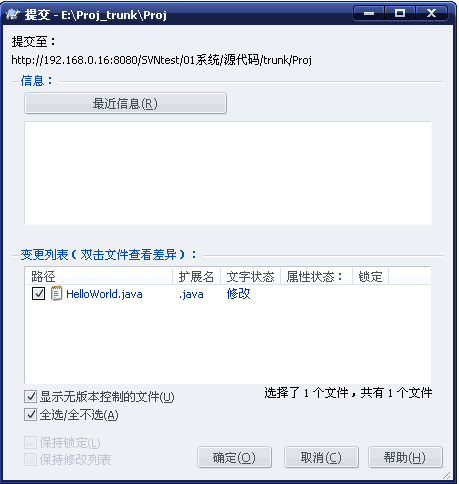 提交 - E:\Proj_trunk\Proj
提交至：
http://192.168.0.16:8080/SVNtest/01系统/源代码/trunk/Proj
信息：
最近信息(R)
变更列表（双击文件查看差异）：
路径 扩展名 文字状态 属性状态： 锁定
HelloWorld.java .java 修改
选择了 1 个文件，共有 1 个文件
显示无版本控制的文件(U)
全选/全不选(A)
保持锁定(L)
保持修改列表
确定(O) 取消(C) 帮助(H)